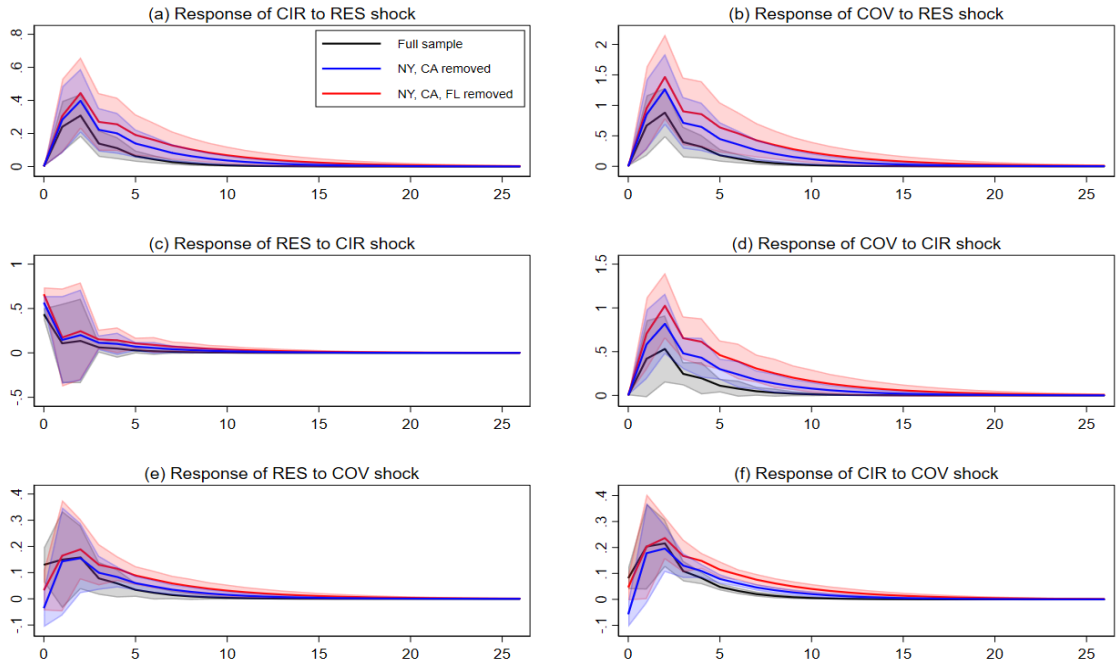 (a) Response of CIR to RES shock
.8
.6
.4
.2
0
0 5 10 15 20 25
Full sample
NY, CA removed
NY, CA, FL removed
(b) Response of COV to RES shock
2
1.5
1
.5
0
0 5 10 15 20 25
(c) Response of RES to CIR shock
1
.5
0
-.5
0 5 10 15 20 25
(d) Response of COV to CIR shock
1.5
1
.5
0
0 5 10 15 20 25
(e) Response of RES to COV shock
.4
.3
.2
.1
0
-.1
0 5 10 15 20 25
(f) Response of CIR to COV shock
.4
.3
.2
.1
0
-.1
0 5 10 15 20 25